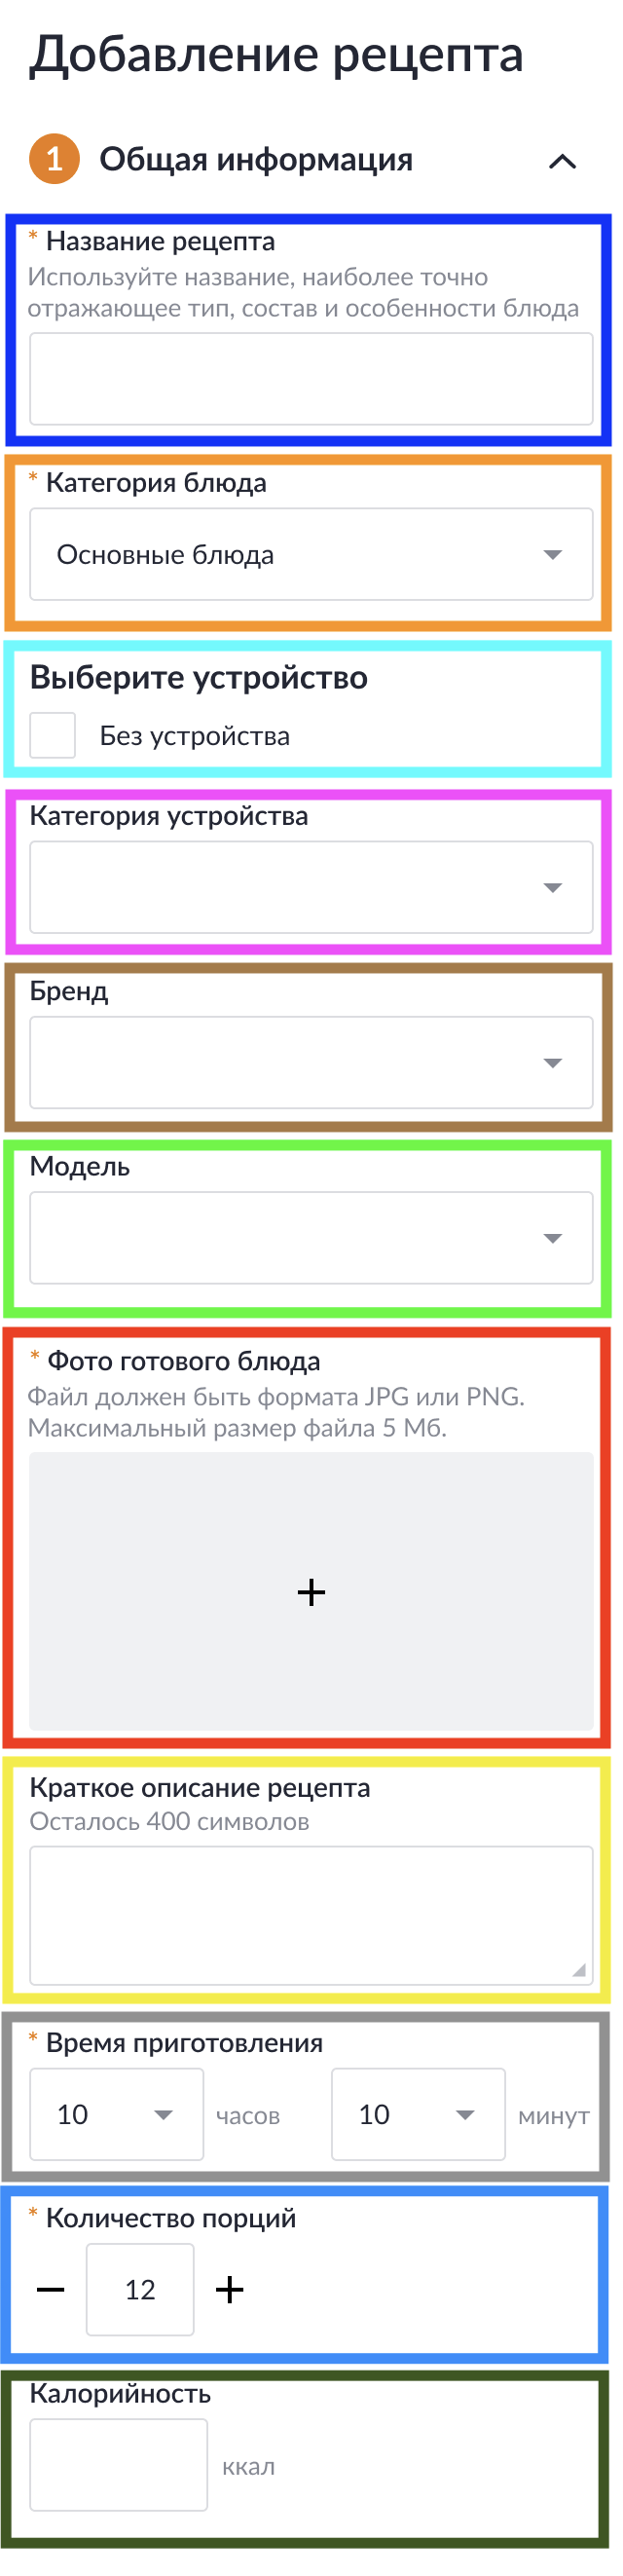 Добавление рецепта
1 Общая информация
* Название рецепта
Используйте название, наиболее точно
отражающее тип, состав и особенности блюда
* Категория блюда
Основные блюда
Выберите устройство
Без устройства
Категория устройства
Бренд
Модель
* Фото готового блюда
Файл должен быть формата JPG или PNG.
Максимальный размер файла 5 Мб.
+
Краткое описание рецепта
Осталось 400 символов
* Время приготовления
10 часов 10 минут
* Количество порций
− 12 +
Калорийность
ккал